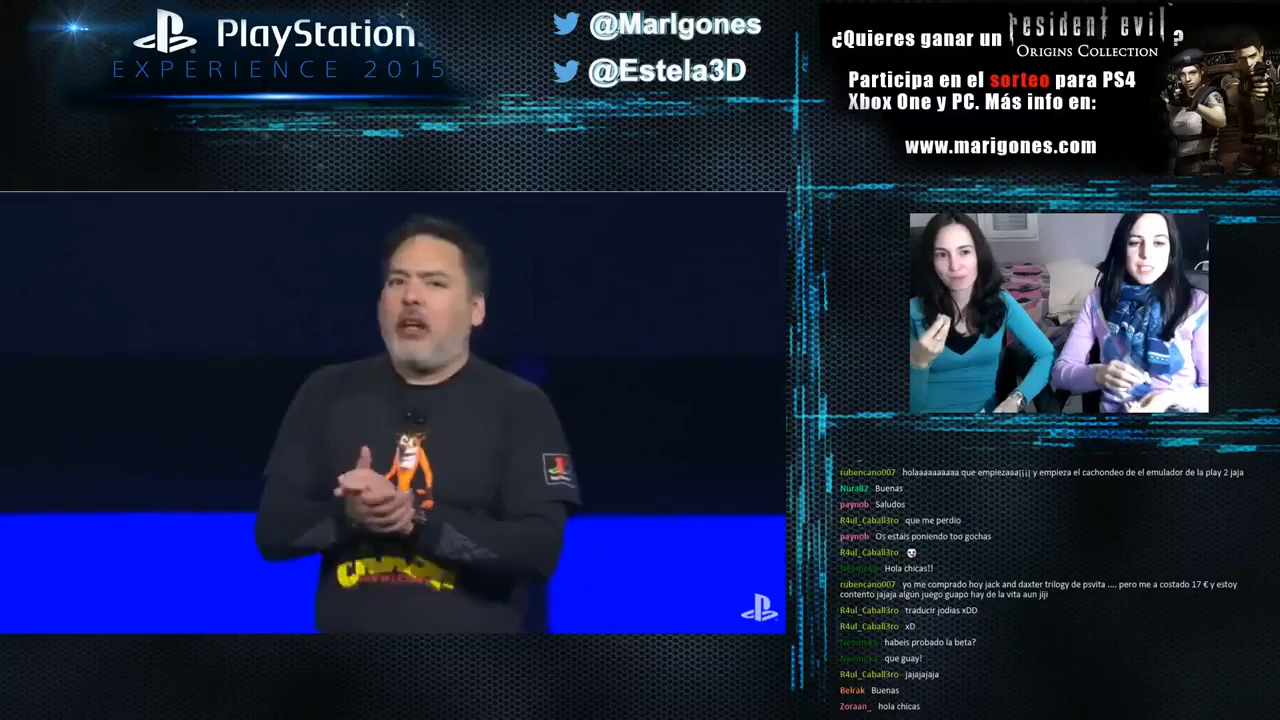 PlayStation
EXPERIENCE 2015
@MarIgones
@Estela3D
¿Quieres ganar un resident evil ?
ORIGINS COLLECTION
Participa en el sorteo para PS4
Xbox One y PC. Más info en:
www.marigones.com
rubencano007 holaaaaaaaaaa que empiezaaa¡¡¡¡ y empieza el cachondeo de el emulador de la play 2 jaja
Nura82 Buenas
paynob Saludos
R4ul_Caball3ro que me perdio
paynob Os estáis poniendo too gochas
R4ul_Caball3ro
Hola chicas!!
rubencano007 yo me comprado hoy jack and daxter trilogy de psvita .... pero me a costado 17 € y estoy
contento jajaja algún juego guapo hay de la vita aun jiji
R4ul_Caball3ro traducir jodias xDD
R4ul_Caball3ro xD
habeis probado la beta?
que guay!
R4ul_Caball3ro jajajajaja
Belrak Buenas
Zoraan_ hola chicas